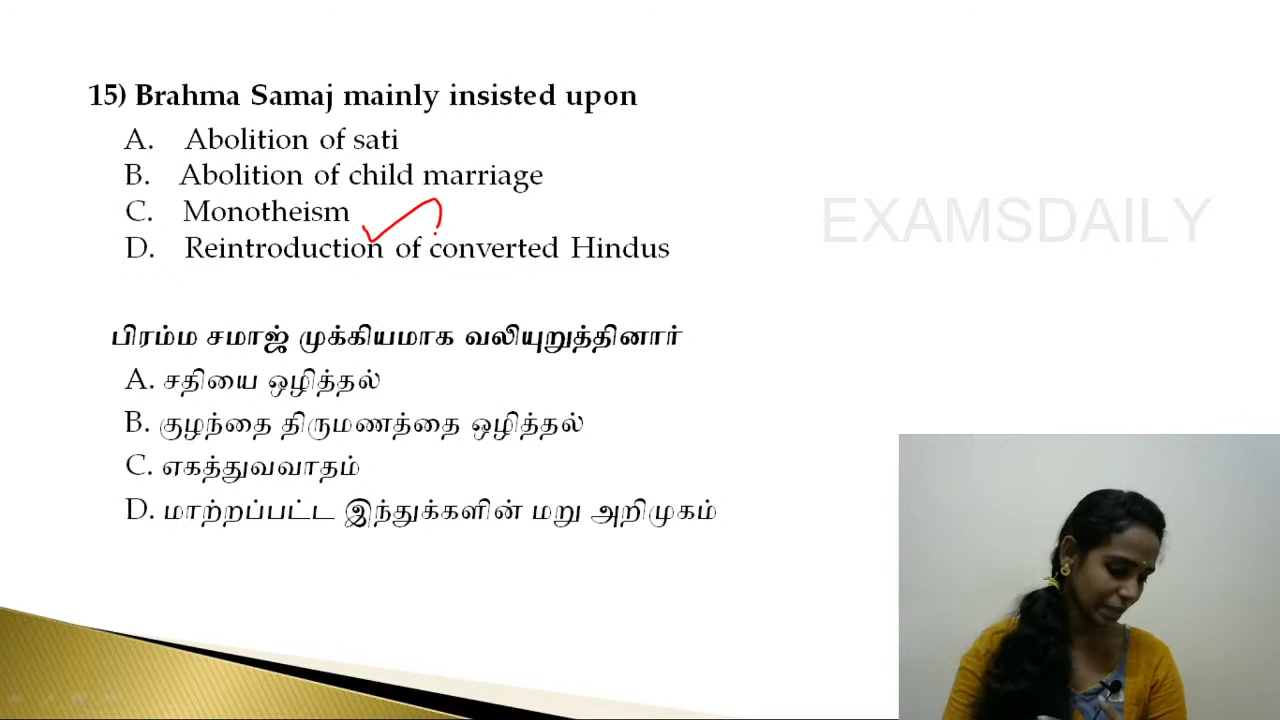 15) Brahma Samaj mainly insisted upon
A. Abolition of sati
B. Abolition of child marriage
C. Monotheism
D. Reintroduction of converted Hindus
EXAMSDAILY
பிரம்ம சமாஜ் முக்கியமாக வலியுறுத்தினார்
A. சதியை ஒழித்தல்
B. குழந்தை திருமணத்தை ஒழித்தல்
C. எகத்துவவாதம்
D. மாற்றப்பட்ட இந்துக்களின் மறு அறிமுகம்